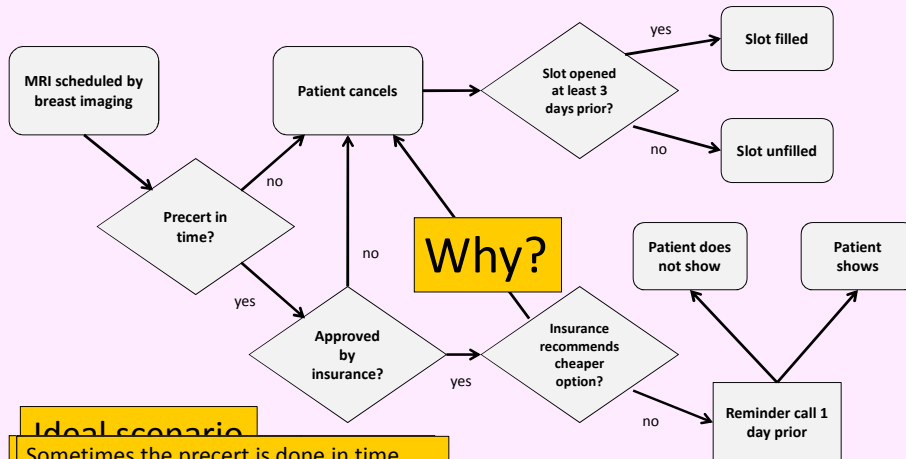 yes
Slot filled
MRI scheduled by
breast imaging
Patient cancels
Slot opened
at least 3
days prior?
no
Slot unfilled
no
Precert in
time?
Why?
Patient does
not show
Patient
shows
no
yes
Approved
by
insurance?
yes
Insurance
recommends
cheaper
option?
no
Reminder call 1
day prior
Ideal scenario
Sometimes the precert is done in time